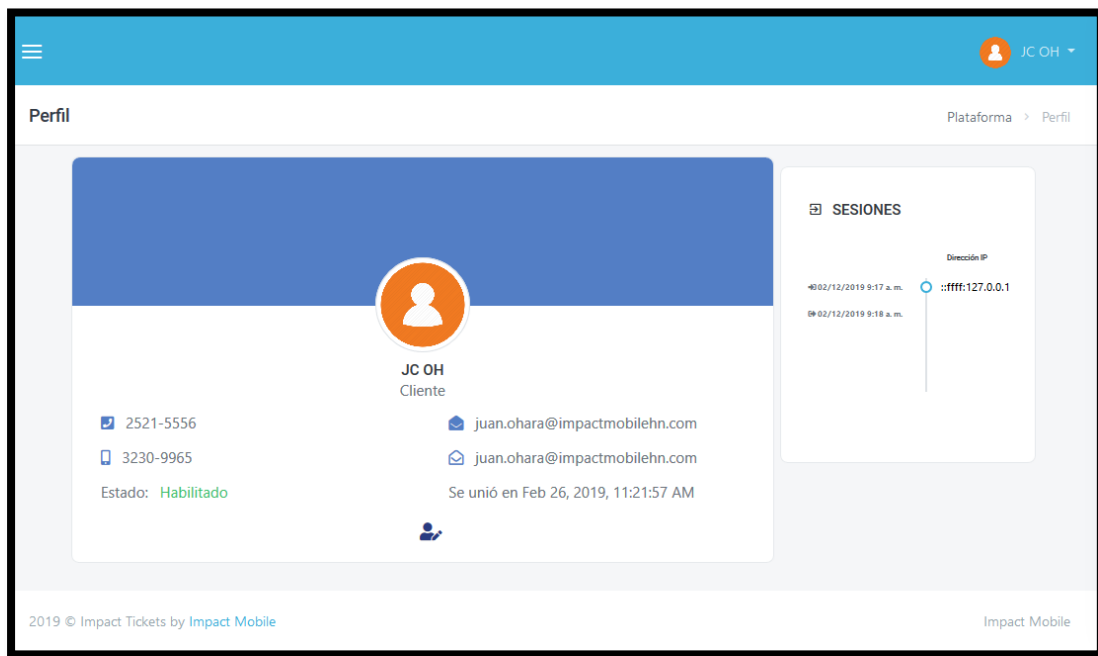 JC OH
Perfil
Plataforma > Perfil
SESIONES
Dirección IP
02/12/2019 9:17 a. m.
::ffff:127.0.0.1
02/12/2019 9:18 a. m.
JC OH
Cliente
2521-5556
juan.ohara@impactmobilehn.com
3230-9965
juan.ohara@impactmobilehn.com
Estado: Habilitado
Se unió en Feb 26, 2019, 11:21:57 AM
2019 © Impact Tickets by Impact Mobile
Impact Mobile